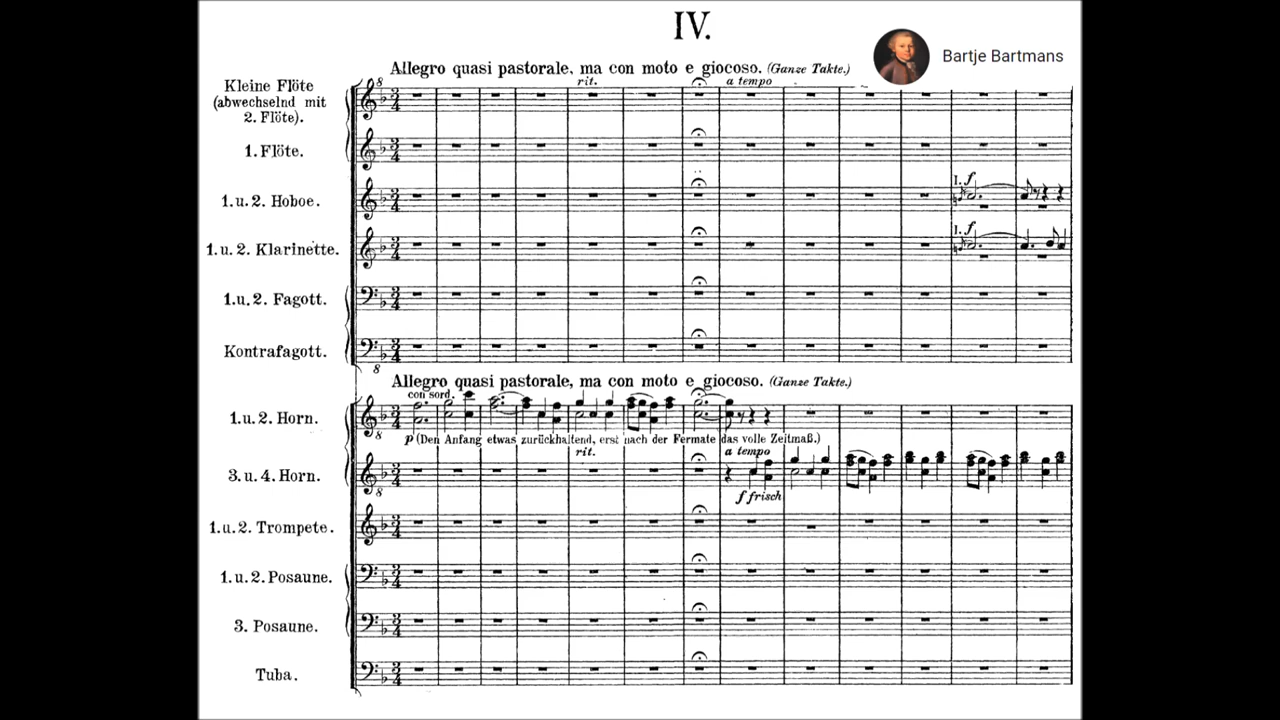 IV.
Bartje Bartmans
Allegro quasi pastorale, ma con moto e giocoso. (Ganze Takte.)
rit. a tempo
Kleine Flöte
(abwechselnd mit
2. Flöte).
1. Flöte.
I. f
1. u. 2. Hoboe.
I. f
1. u. 2. Klarinette.
1. u. 2. Fagott.
Kontrafagott.
Allegro quasi pastorale, ma con moto e giocoso. (Ganze Takte.)
con sord.
1. u. 2. Horn.
p (Den Anfang etwas zurückhaltend, erst nach der Fermate das volle Zeitmaß.)
rit. a tempo
3. u. 4. Horn.
f frisch
1. u. 2. Trompete.
1. u. 2. Posaune.
3. Posaune.
Tuba.